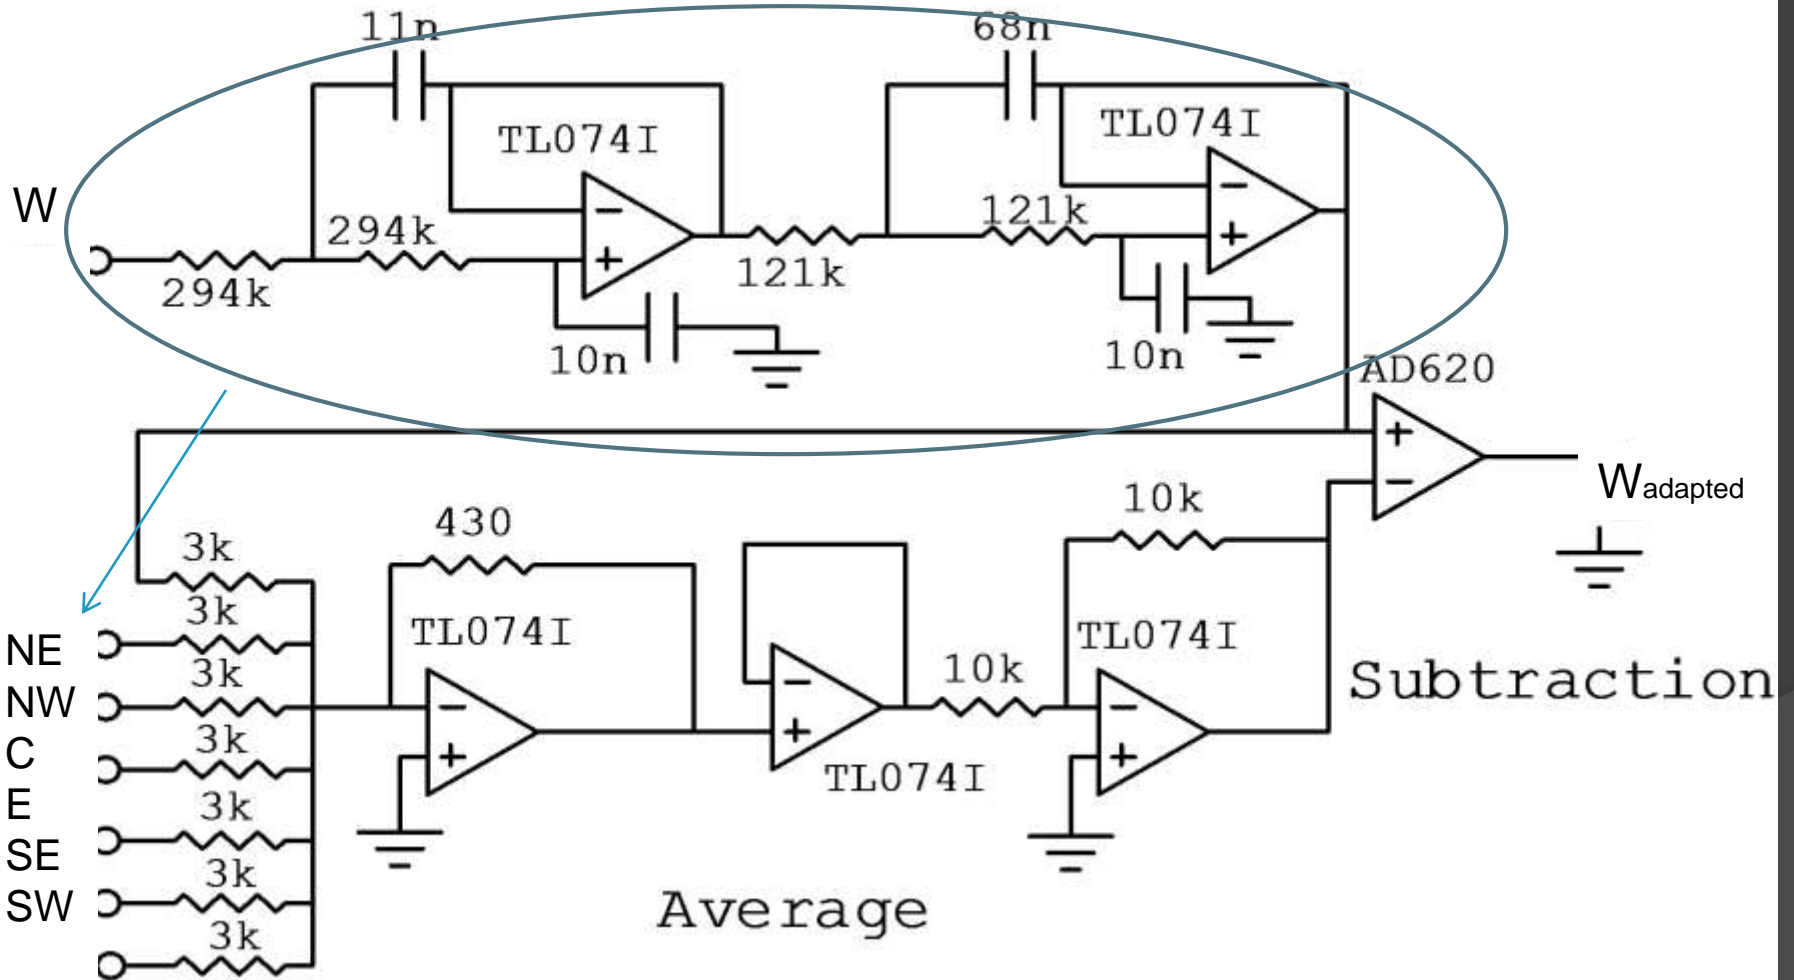 11n
68n
TL074I
TL074I
W
294k
121k
294k
121k
10n
10n
AD620
+
−
Wadapted
10k
430
3k
3k
NE
TL074I
TL074I
3k
10k
Subtraction
NW
3k
C
TL074I
E
3k
SE
3k
SW
Average
3k